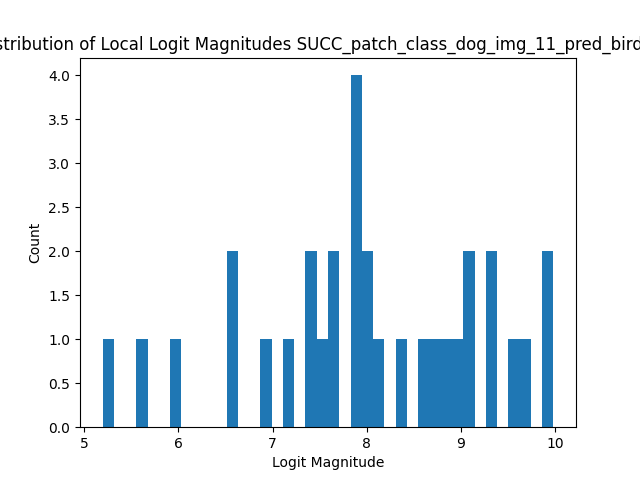 stribution of Local Logit Magnitudes SUCC_patch_class_dog_img_11_pred_bird
4.0
3.5
3.0
2.5
2.0
1.5
1.0
0.5
0.0
Count
5 6 7 8 9 10
Logit Magnitude